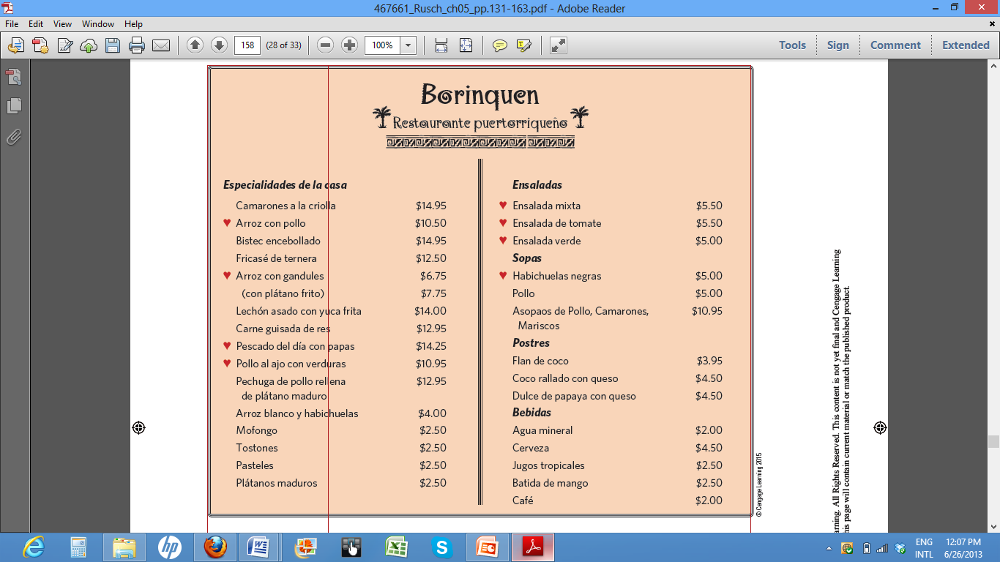 467661_Rusch_ch05_pp.131-163.pdf - Adobe Reader
File Edit View Window Help
158 (28 of 33) 100% Tools Sign Comment Extended
Borinquen
Restaurante puertorriqueño
Especialidades de la casa
Camarones a la criolla $14.95
♥ Arroz con pollo $10.50
Bistec encebollado $14.95
Fricasé de ternera $12.50
♥ Arroz con gandules $6.75
(con plátano frito) $7.75
Lechón asado con yuca frita $14.00
Carne guisada de res $12.95
♥ Pescado del día con papas $14.25
♥ Pollo al ajo con verduras $10.95
Pechuga de pollo rellena $12.95
de plátano maduro
Arroz blanco y habichuelas $4.00
Mofongo $2.50
Tostones $2.50
Pasteles $2.50
Plátanos maduros $2.50
Ensaladas
♥ Ensalada mixta $5.50
♥ Ensalada de tomate $5.50
♥ Ensalada verde $5.00
Sopas
♥ Habichuelas negras $5.00
Pollo $5.00
Asopaos de Pollo, Camarones, $10.95
Mariscos
Postres
Flan de coco $3.95
Coco rallado con queso $4.50
Dulce de papaya con queso $4.50
Bebidas
Agua mineral $2.00
Cerveza $4.50
Jugos tropicales $2.50
Batida de mango $2.50
Café $2.00
© Cengage Learning 2015
rning. All Rights Reserved. This content is not yet final and Cengage Learning
his page will contain current material or match the published product.
hp
ENG 12:07 PM
INTL 6/26/2013